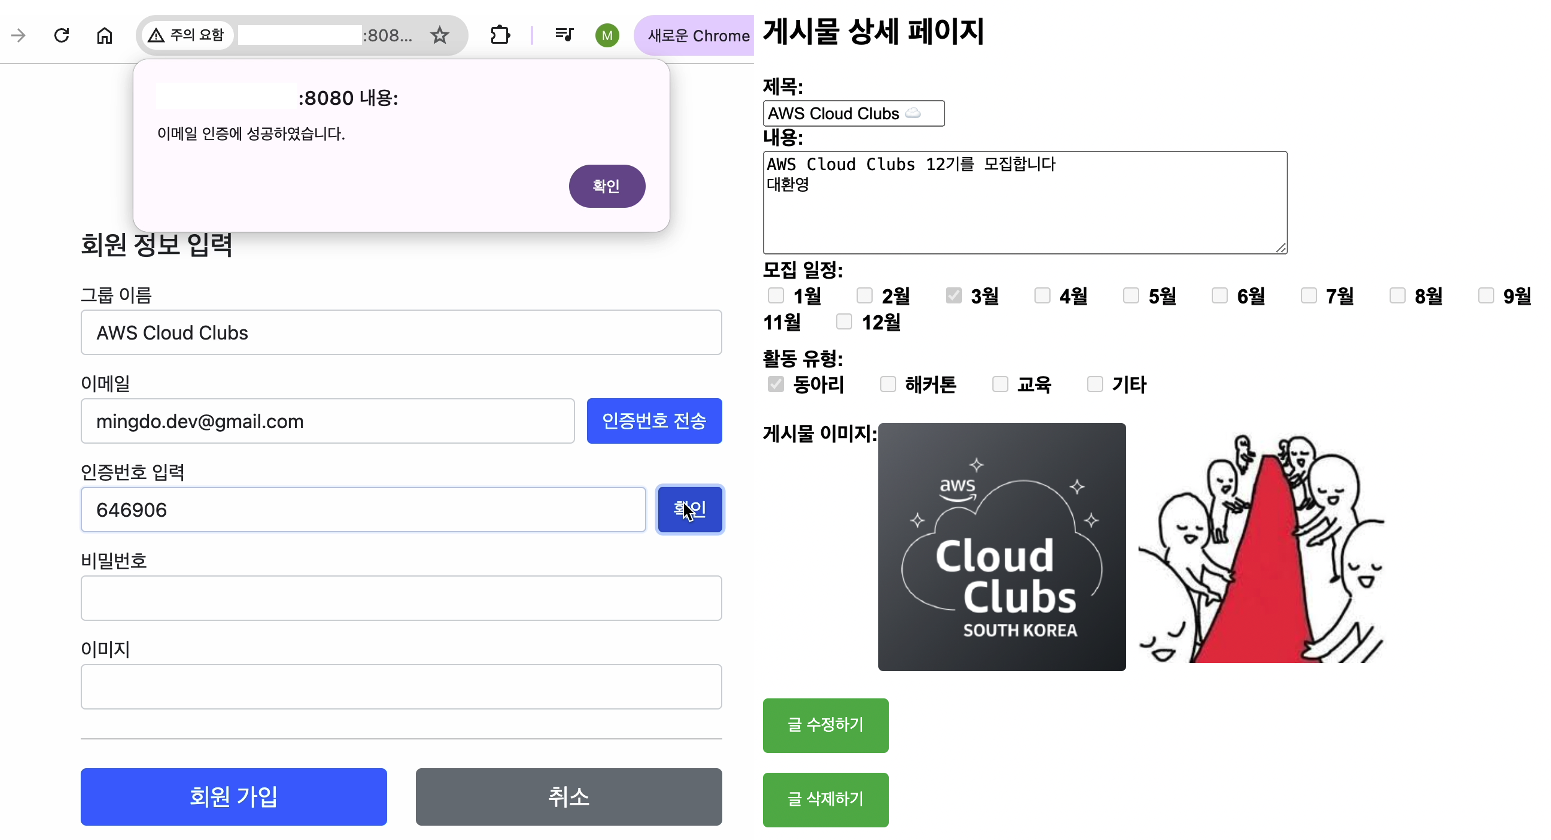 주의 요함
:808...
M
새로운 Chrome
:8080 내용:
이메일 인증에 성공하였습니다.
확인
회원 정보 입력
그룹 이름
AWS Cloud Clubs
이메일
mingdo.dev@gmail.com
인증번호 전송
인증번호 입력
646906
확인
비밀번호
이미지
회원 가입
취소
게시물 상세 페이지
제목:
AWS Cloud Clubs ☁️
내용:
AWS Cloud Clubs 12기를 모집합니다
대환영
모집 일정:
1월 2월 3월 4월 5월 6월 7월 8월 9월
11월 12월
활동 유형:
동아리 해커톤 교육 기타
게시물 이미지:
aws
Cloud
Clubs
SOUTH KOREA
글 수정하기
글 삭제하기